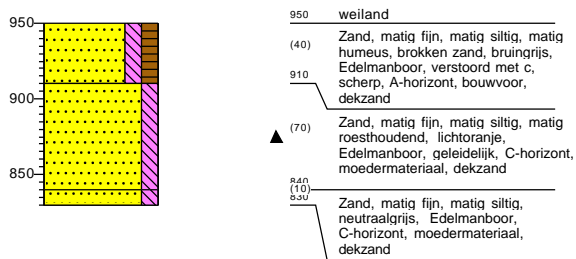 950
900
850
950 weiland
(40) Zand, matig fijn, matig siltig, matig
humeus, brokken zand, bruingrijs,
Edelmanboor, verstoord met c,
scherp, A-horizont, bouwvoor,
dekzand
910
(70) Zand, matig fijn, matig siltig, matig
roesthoudend, lichtoranje,
Edelmanboor, geleidelijk, C-horizont,
moedermateriaal, dekzand
840
(10)
830
Zand, matig fijn, matig siltig,
neutraalgrijs, Edelmanboor,
C-horizont, moedermateriaal,
dekzand